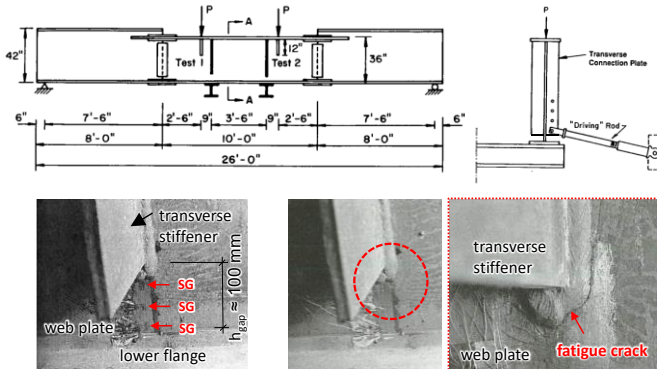 P
A
P
42"
Test 1
12"
Test 2
36"
A
6"
7'-6"
2'-6"
9"
3'-6"
9"
2'-6"
7'-6"
6"
8'-0"
10'-0"
8'-0"
26'-0"
P
Transverse
Connection Plate
"Driving" Rod
transverse
stiffener
SG
SG
SG
hgap ≈ 100 mm
web plate
lower flange
transverse
stiffener
fatigue crack
web plate